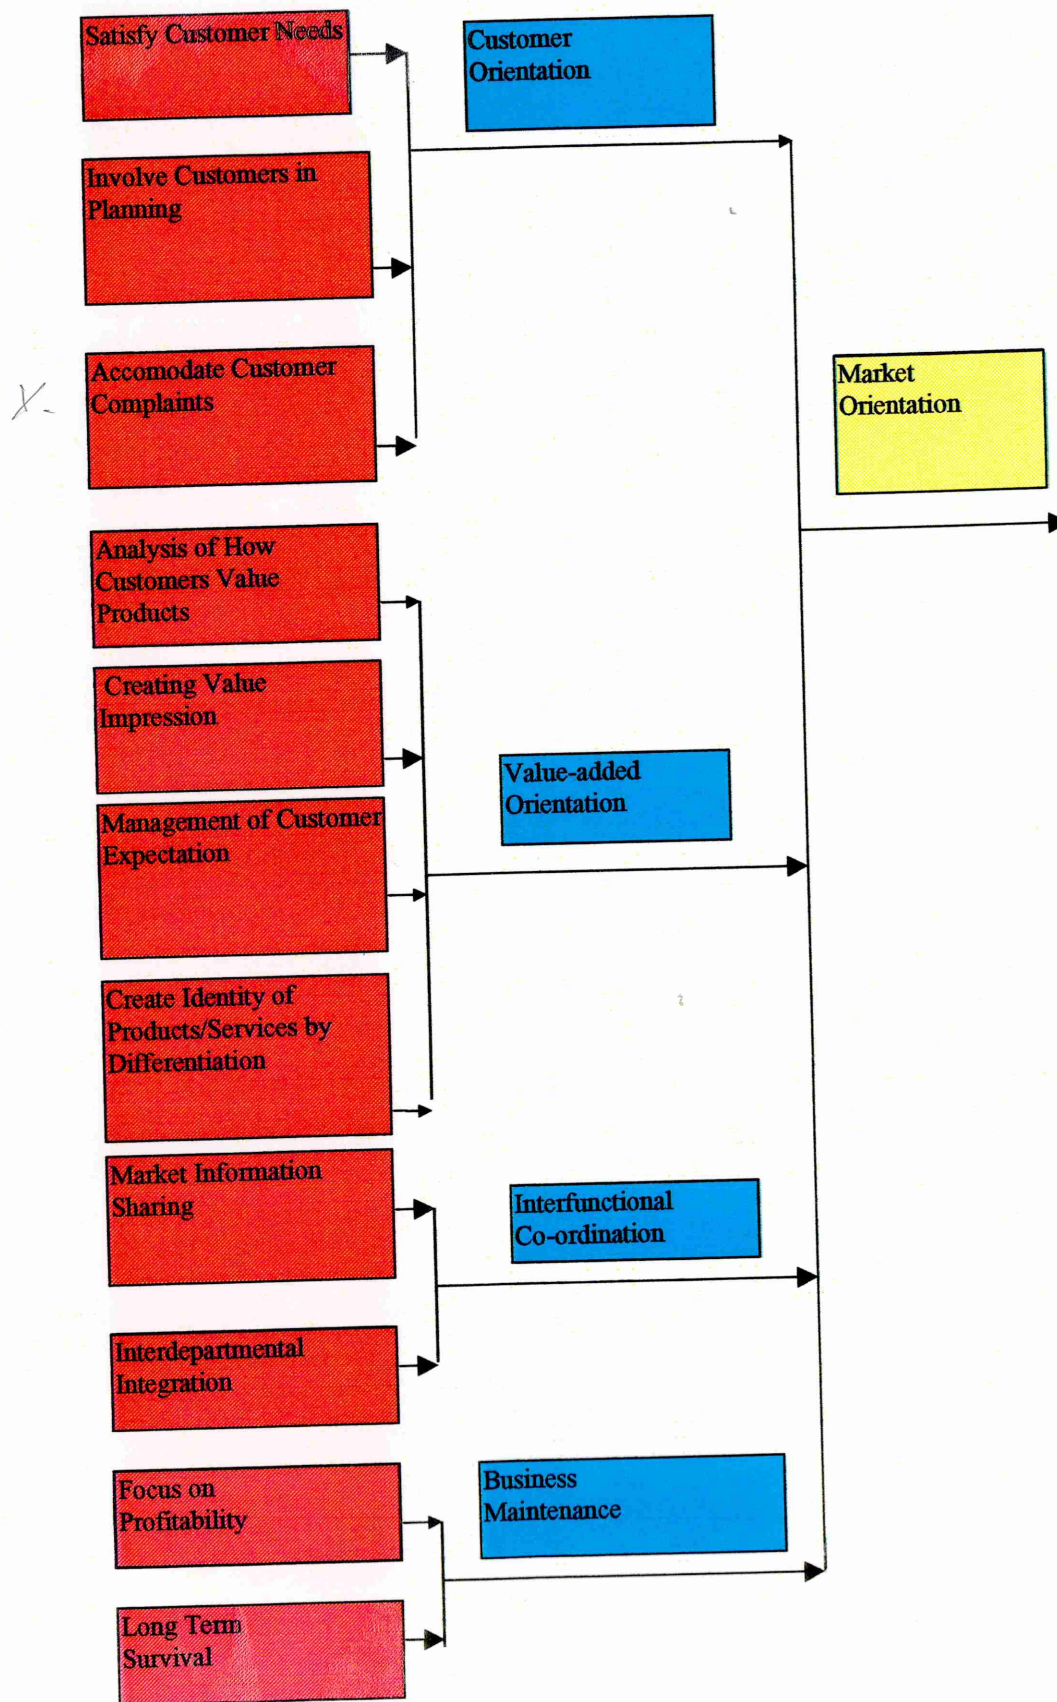 Satisfy Customer Needs
Customer
Orientation
Involve Customers in
Planning
Accomodate Customer
Complaints
Market
Orientation
Analysis of How
Customers Value
Products
Creating Value
Impression
Value-added
Orientation
Management of Customer
Expectation
Create Identity of
Products/Services by
Differentiation
Market Information
Sharing
Interfunctional
Co-ordination
Interdepartmental
Integration
Focus on
Profitability
Business
Maintenance
Long Term
Survival